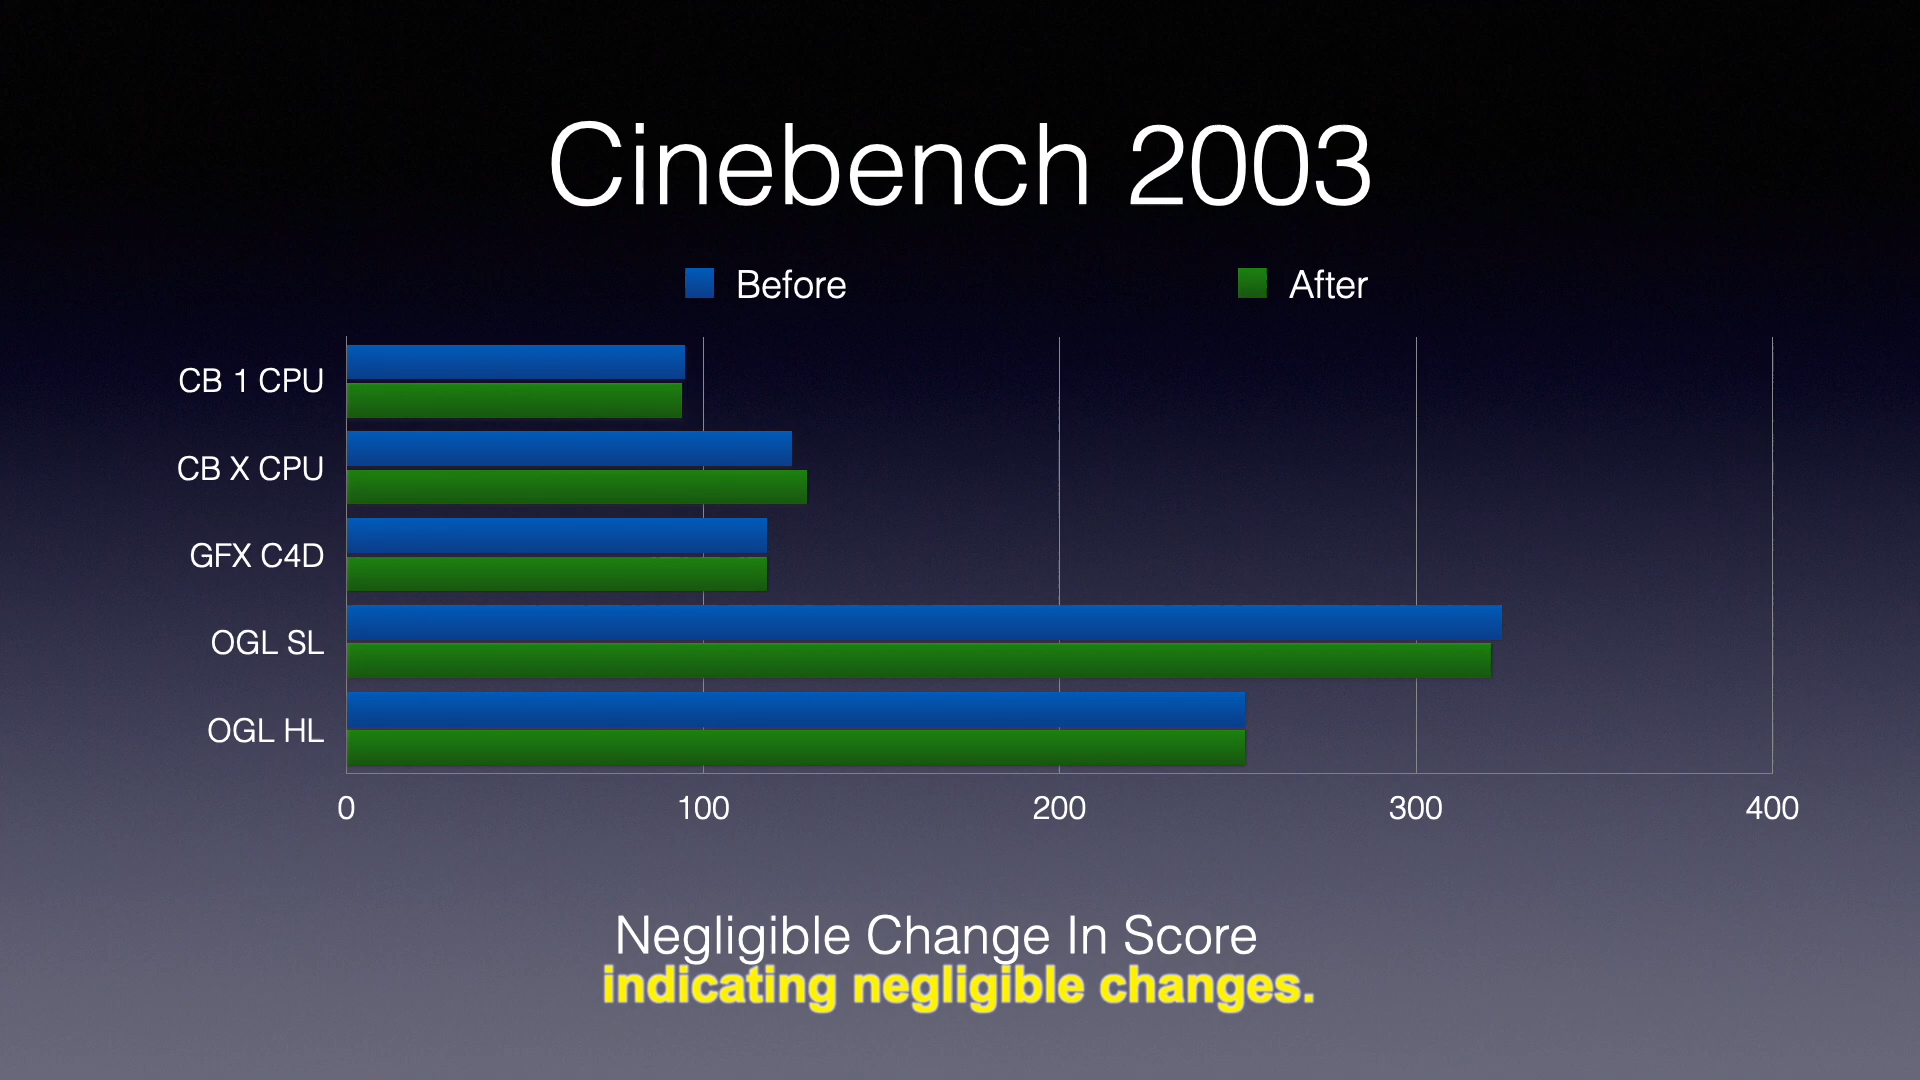 Cinebench 2003
Before After
CB 1 CPU
CB X CPU
GFX C4D
OGL SL
OGL HL
0 100 200 300 400
Negligible Change In Score
indicating negligible changes.